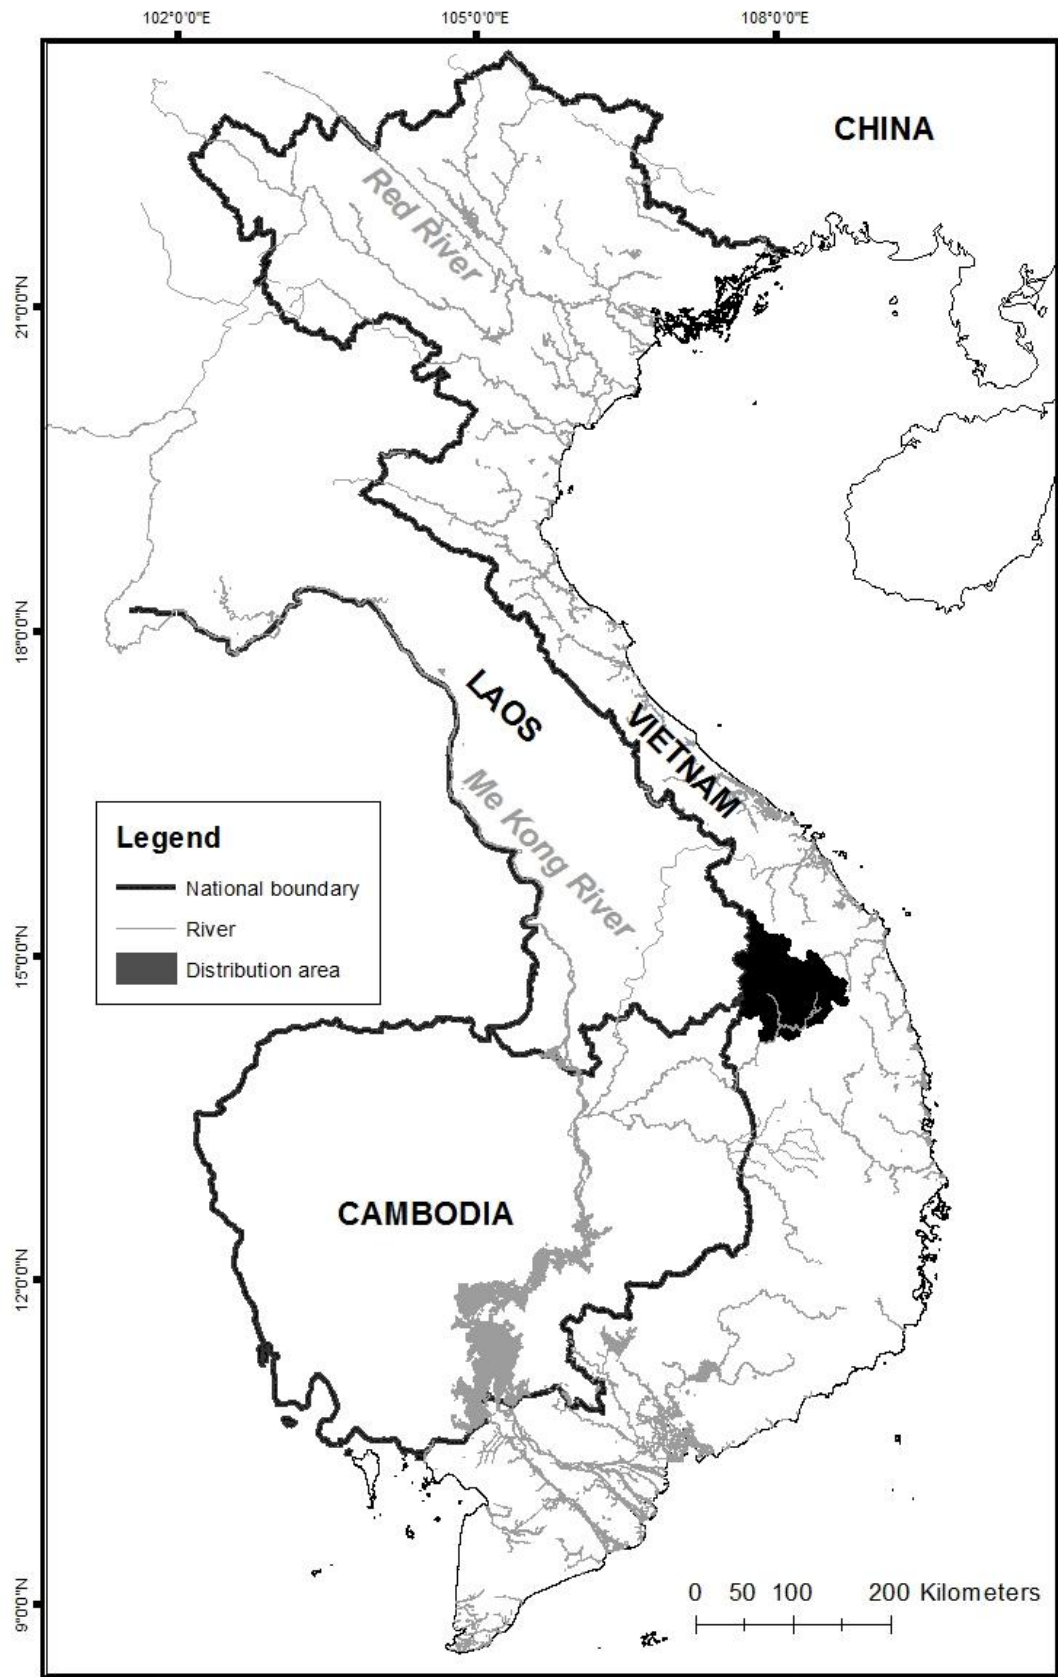 102°0'0"E 105°0'0"E 108°0'0"E
CHINA
Red River
21°0'0"N
18°0'0"N
LAOS
VIETNAM
Me Kong River
Legend
National boundary
River
Distribution area
15°0'0"N
CAMBODIA
12°0'0"N
0 50 100 200 Kilometers
9°0'0"N